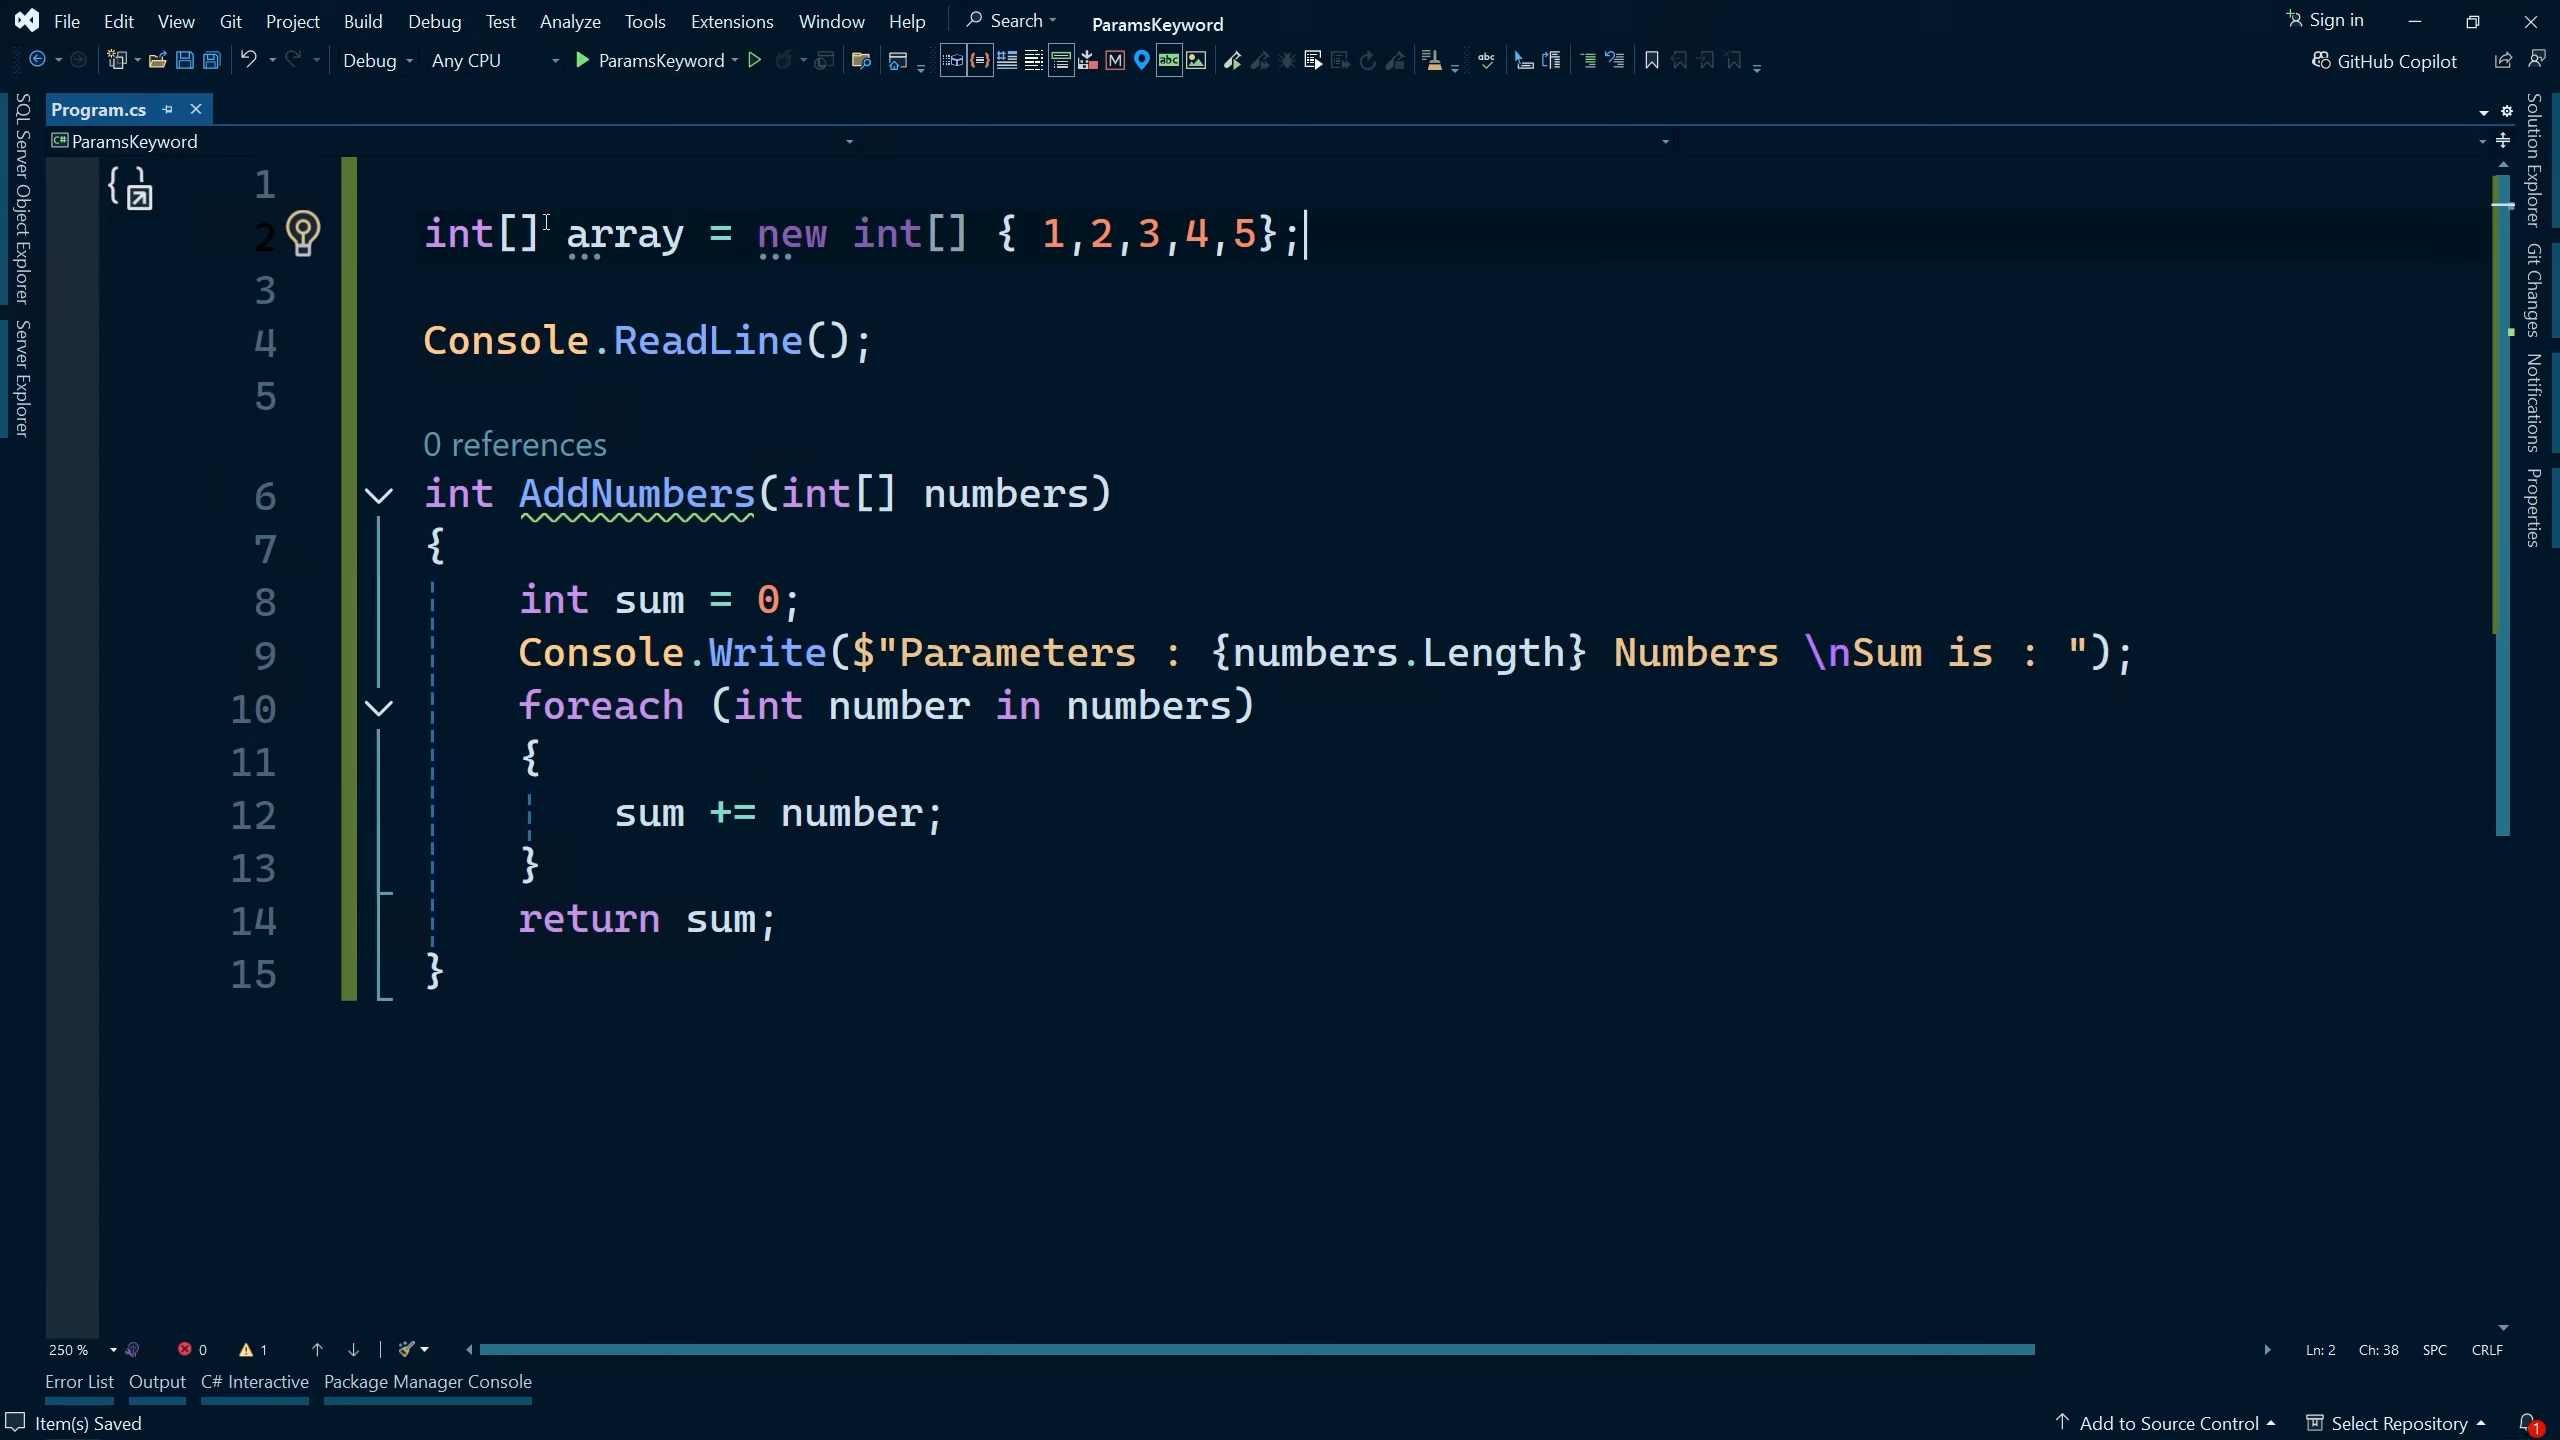 File Edit View Git Project Build Debug Test Analyze Tools Extensions Window Help Search ParamsKeyword Sign in
Debug Any CPU ParamsKeyword GitHub Copilot
Program.cs
C# ParamsKeyword
SQL Server Object Explorer
Server Explorer
1
2 int[] array = new int[] { 1,2,3,4,5};
3
4 Console.ReadLine();
5
0 references
6 int AddNumbers(int[] numbers)
7 {
8 int sum = 0;
9 Console.Write($"Parameters : {numbers.Length} Numbers \nSum is : ");
10 foreach (int number in numbers)
11 {
12 sum += number;
13 }
14 return sum;
15 }
Solution Explorer
Git Changes
Notifications
Properties
250 % 0 1 Ln: 2 Ch: 38 SPC CRLF
Error List Output C# Interactive Package Manager Console
Item(s) Saved Add to Source Control Select Repository 1